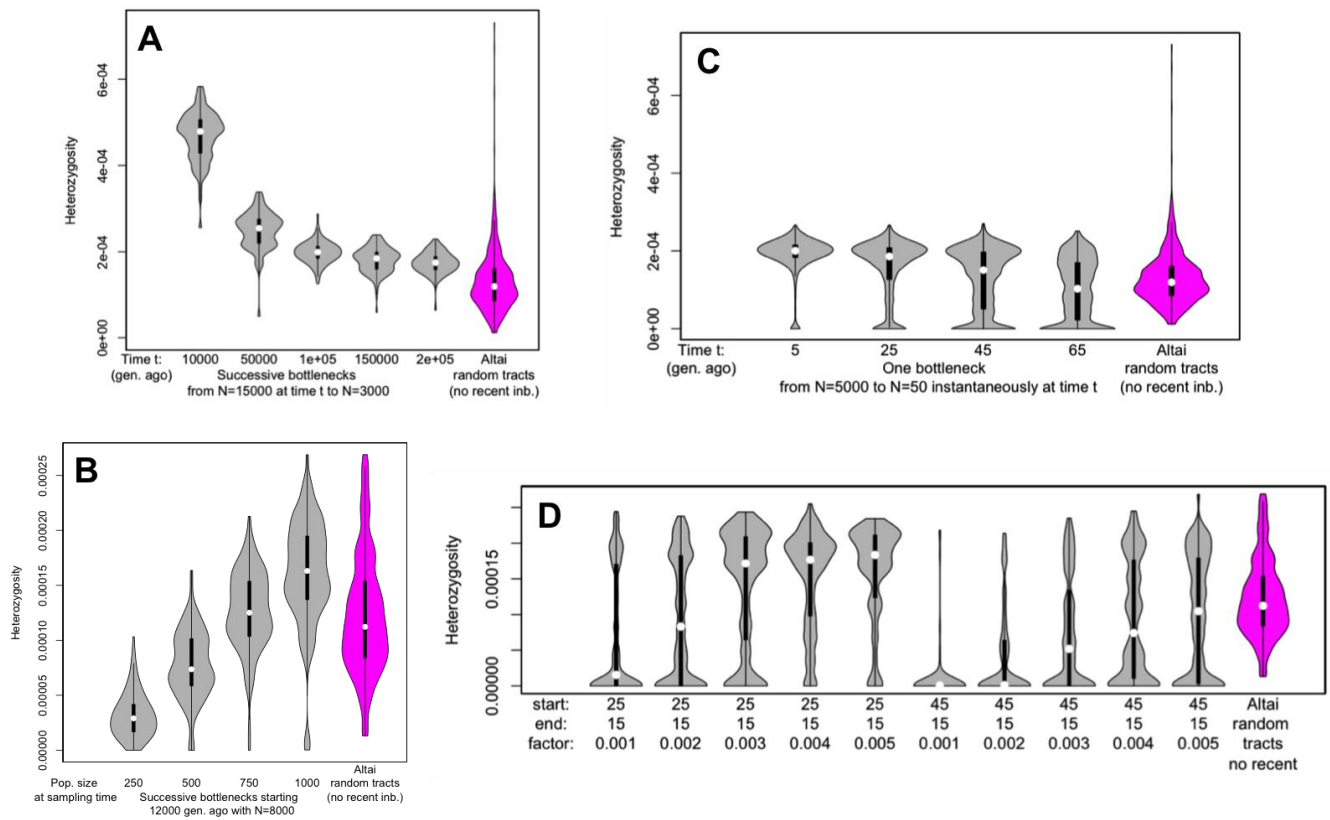 A
Heterozygosity
6e-04
4e-04
2e-04
0e+00
Time t: 10000 50000 1e+05 150000 2e+05 Altai
(gen. ago) Successive bottlenecks random tracts
from N=15000 at time t to N=3000 (no recent inb.)
C
Heterozygosity
6e-04
4e-04
2e-04
0e+00
Time t: 5 25 45 65 Altai
(gen. ago) One bottleneck random tracts
from N=5000 to N=50 instantaneously at time t (no recent inb.)
B
Heterozygosity
0.00025
0.00020
0.00015
0.00010
0.00005
0.00000
Altai
Pop. size 250 500 750 1000 random tracts
at sampling time Successive bottlenecks starting (no recent inb.)
12000 gen. ago with N=8000
D
Heterozygosity
0.00015
0.00000
start: 25 25 25 25 25 45 45 45 45 45 Altai
end: 15 15 15 15 15 15 15 15 15 15 random
factor: 0.001 0.002 0.003 0.004 0.005 0.001 0.002 0.003 0.004 0.005 tracts
no recent